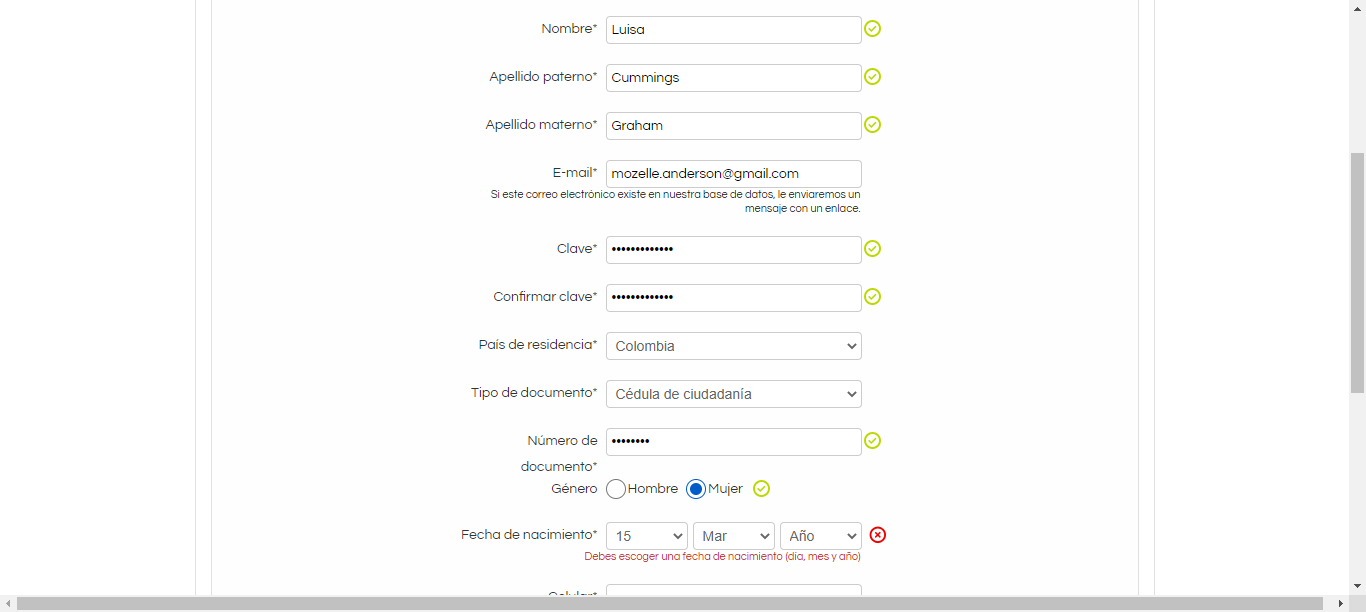 Nombre* Luisa
Apellido paterno* Cummings
Apellido materno* Graham
E-mail* mozelle.anderson@gmail.com
Si este correo electrónico existe en nuestra base de datos, le enviaremos un
mensaje con un enlace.
Clave* •••••••••••••
Confirmar clave* •••••••••••••
País de residencia* Colombia
Tipo de documento* Cédula de ciudadanía
Número de ••••••••
documento*
Género Hombre Mujer
Fecha de nacimiento* 15 Mar Año
Debes escoger una fecha de nacimiento (día, mes y año)
Celular*